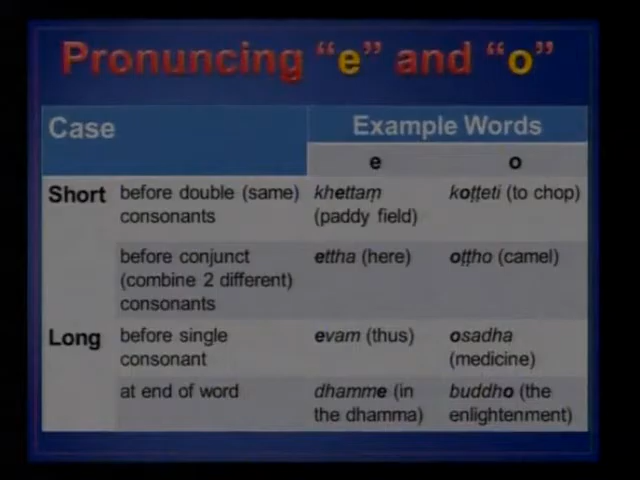 Pronuncing “e” and “o”
Case
Example Words
e o
Short before double (same) consonants khettaṃ (paddy field) koṭṭeti (to chop)
before conjunct (combine 2 different) consonants ettha (here) oṭṭho (camel)
Long before single consonant evam (thus) osadha (medicine)
at end of word dhamme (in the dhamma) buddho (the enlightenment)